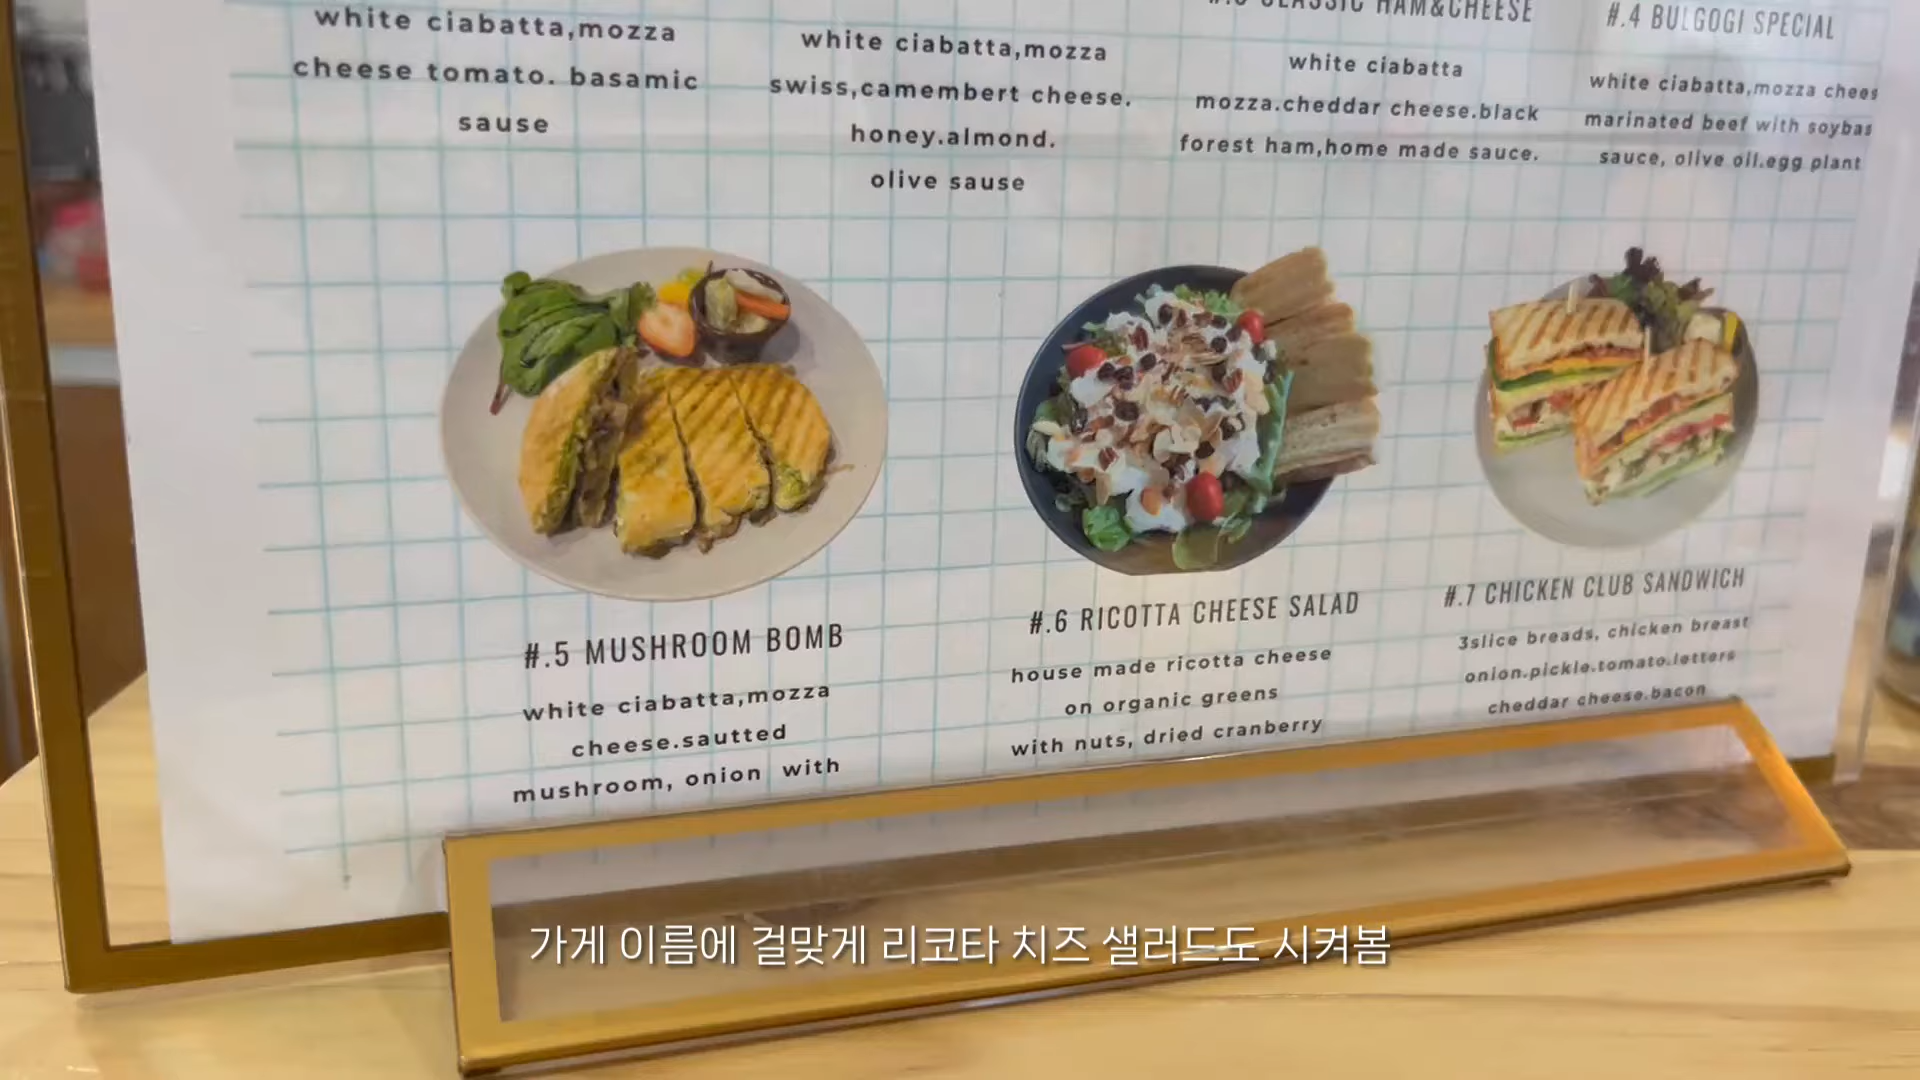 white ciabatta,mozza
cheese tomato. basamic
sause
white ciabatta,mozza
swiss,camembert cheese.
honey.almond.
olive sause
CLASSIC HAM&CHEESE
white ciabatta
mozza.cheddar cheese.black
forest ham,home made sauce.
#.4 BULGOGI SPECIAL
white ciabatta,mozza chees
marinated beef with soybas
sauce, olive oil.egg plant
#.5 MUSHROOM BOMB
white ciabatta,mozza
cheese.sautted
mushroom, onion with
#.6 RICOTTA CHEESE SALAD
house made ricotta cheese
on organic greens
with nuts, dried cranberry
#.7 CHICKEN CLUB SANDWICH
3slice breads, chicken breast
onion.pickle.tomato.letters
cheddar cheese.bacon
가게 이름에 걸맞게 리코타 치즈 샐러드도 시켜봄